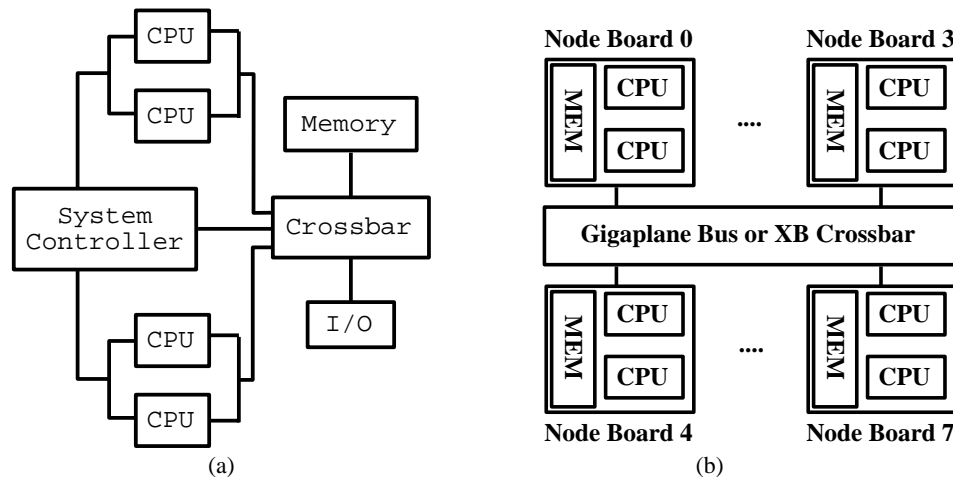 CPU
CPU
Memory
System
Controller
Crossbar
I/O
CPU
CPU
(a)
Node Board 0
Node Board 3
MEM
CPU
CPU
....
MEM
CPU
CPU
Gigaplane Bus or XB Crossbar
MEM
CPU
CPU
....
MEM
CPU
CPU
Node Board 4
Node Board 7
(b)